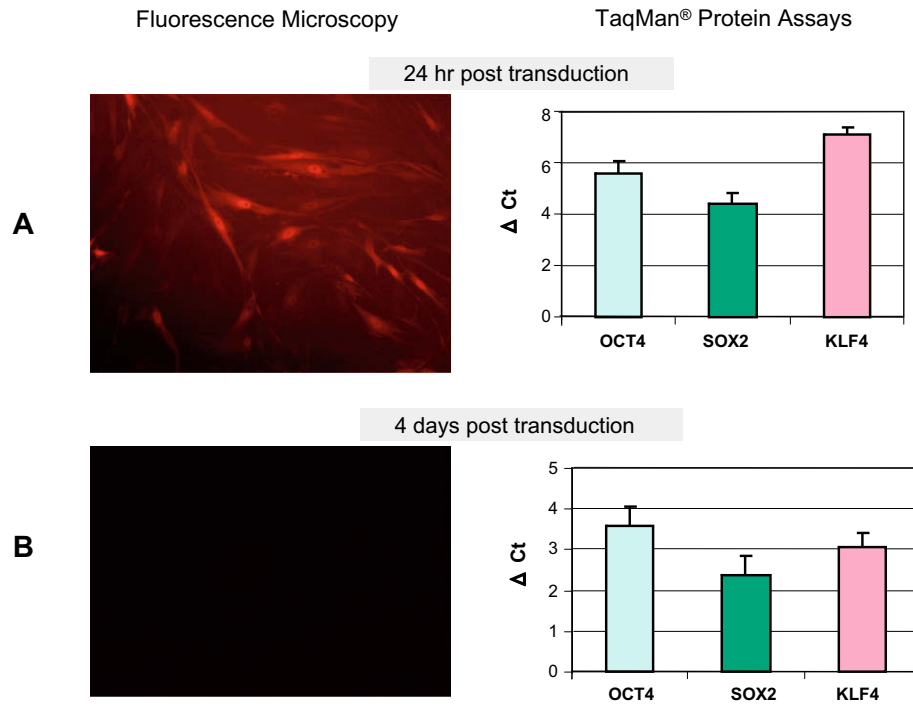 Fluorescence Microscopy
TaqMan® Protein Assays
24 hr post transduction
A
8
6
4
2
0
Δ Ct
OCT4 SOX2 KLF4
4 days post transduction
B
5
4
3
2
1
0
Δ Ct
OCT4 SOX2 KLF4